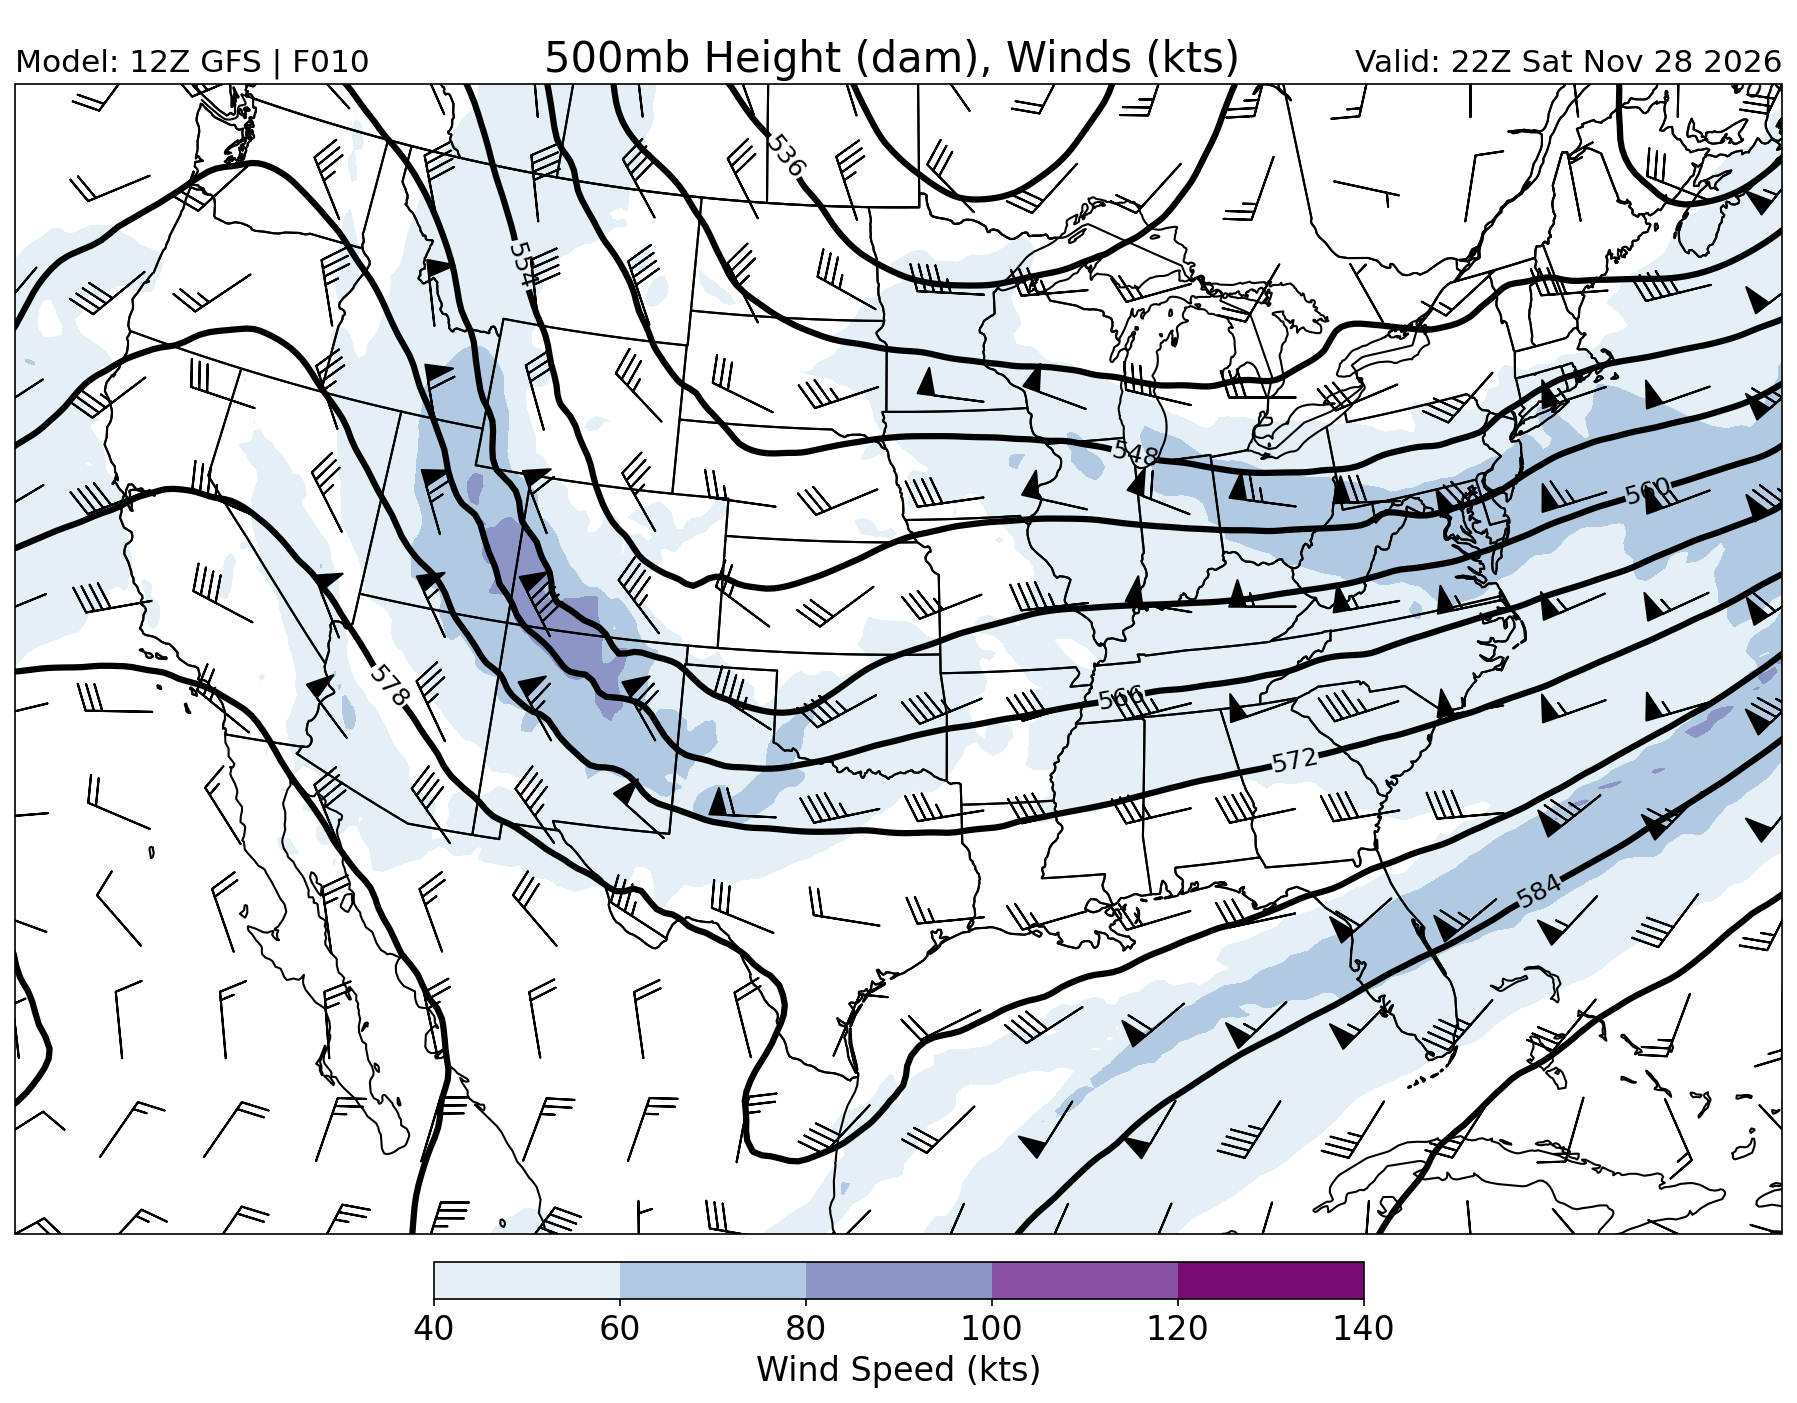 Model: 12Z GFS | F010
500mb Height (dam), Winds (kts)
Valid: 22Z Sat Nov 28 2026
536
554
548
560
578
566
572
584
40 60 80 100 120 140
Wind Speed (kts)